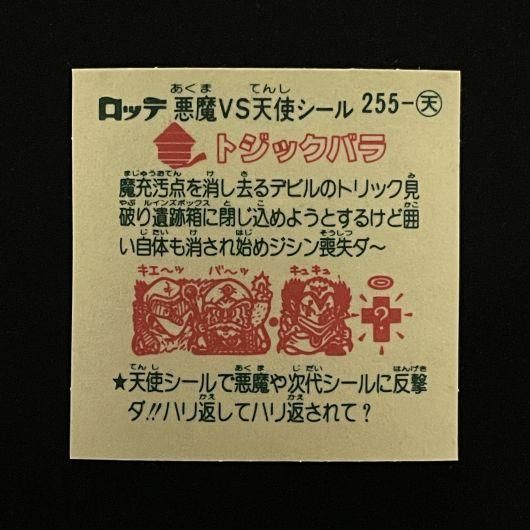 ロッテ 悪魔VS天使シール 255-天
トジックバラ
魔充汚点を消し去るデビルのトリック見
破り遺跡箱に閉じ込めようとするけど囲
い自体も消され始めジシン喪失ダ〜
キエ〜ッ バ〜ッ キュキュ
?
★天使シールで悪魔や次代シールに反撃
ダ!!ハリ返してハリ返されて?